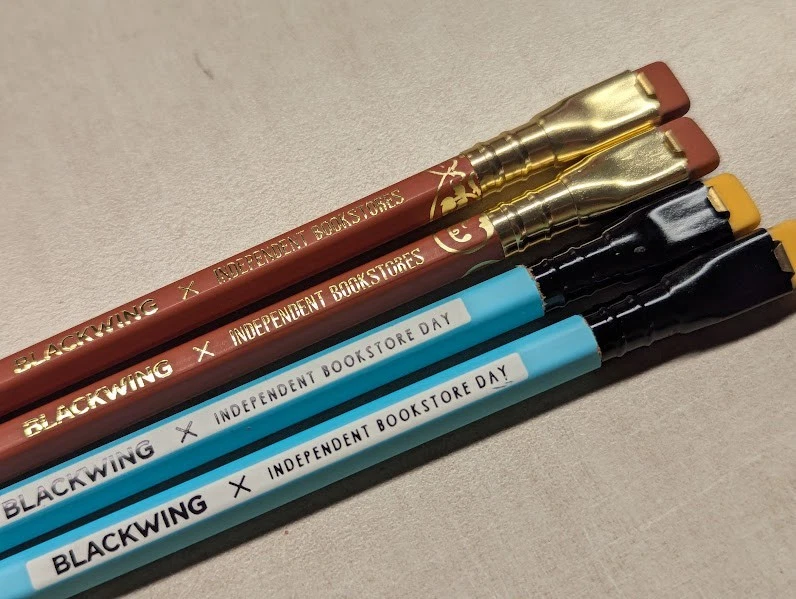 BLACKWING X INDEPENDENT BOOKSTORES
BLACKWING X INDEPENDENT BOOKSTORES
BLACKWING X INDEPENDENT BOOKSTORE DAY
BLACKWING X INDEPENDENT BOOKSTORE DAY